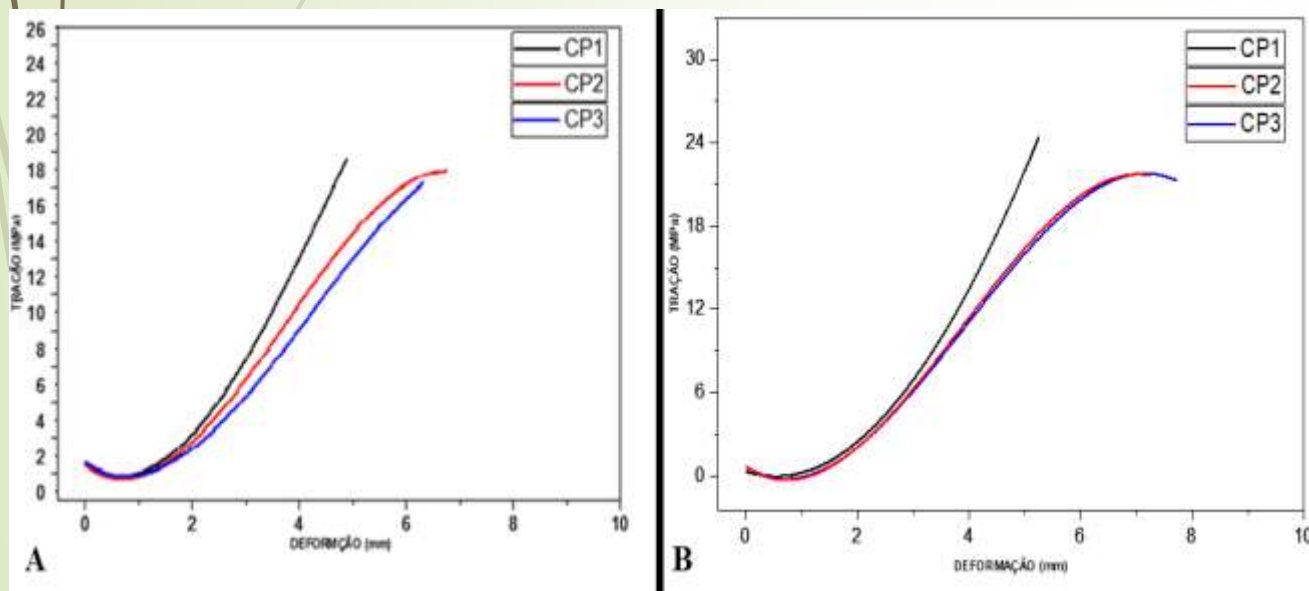 26
24
22
20
18
16
14
12
10
8
6
4
2
0
TRAÇÃO (MPa)
CP1
CP2
CP3
0 2 4 6 8 10
DEFORMÇÃO (mm)
A
30
24
18
12
6
0
TRAÇÃO (MPa)
CP1
CP2
CP3
0 2 4 6 8 10
DEFORMAÇÃO (mm)
B